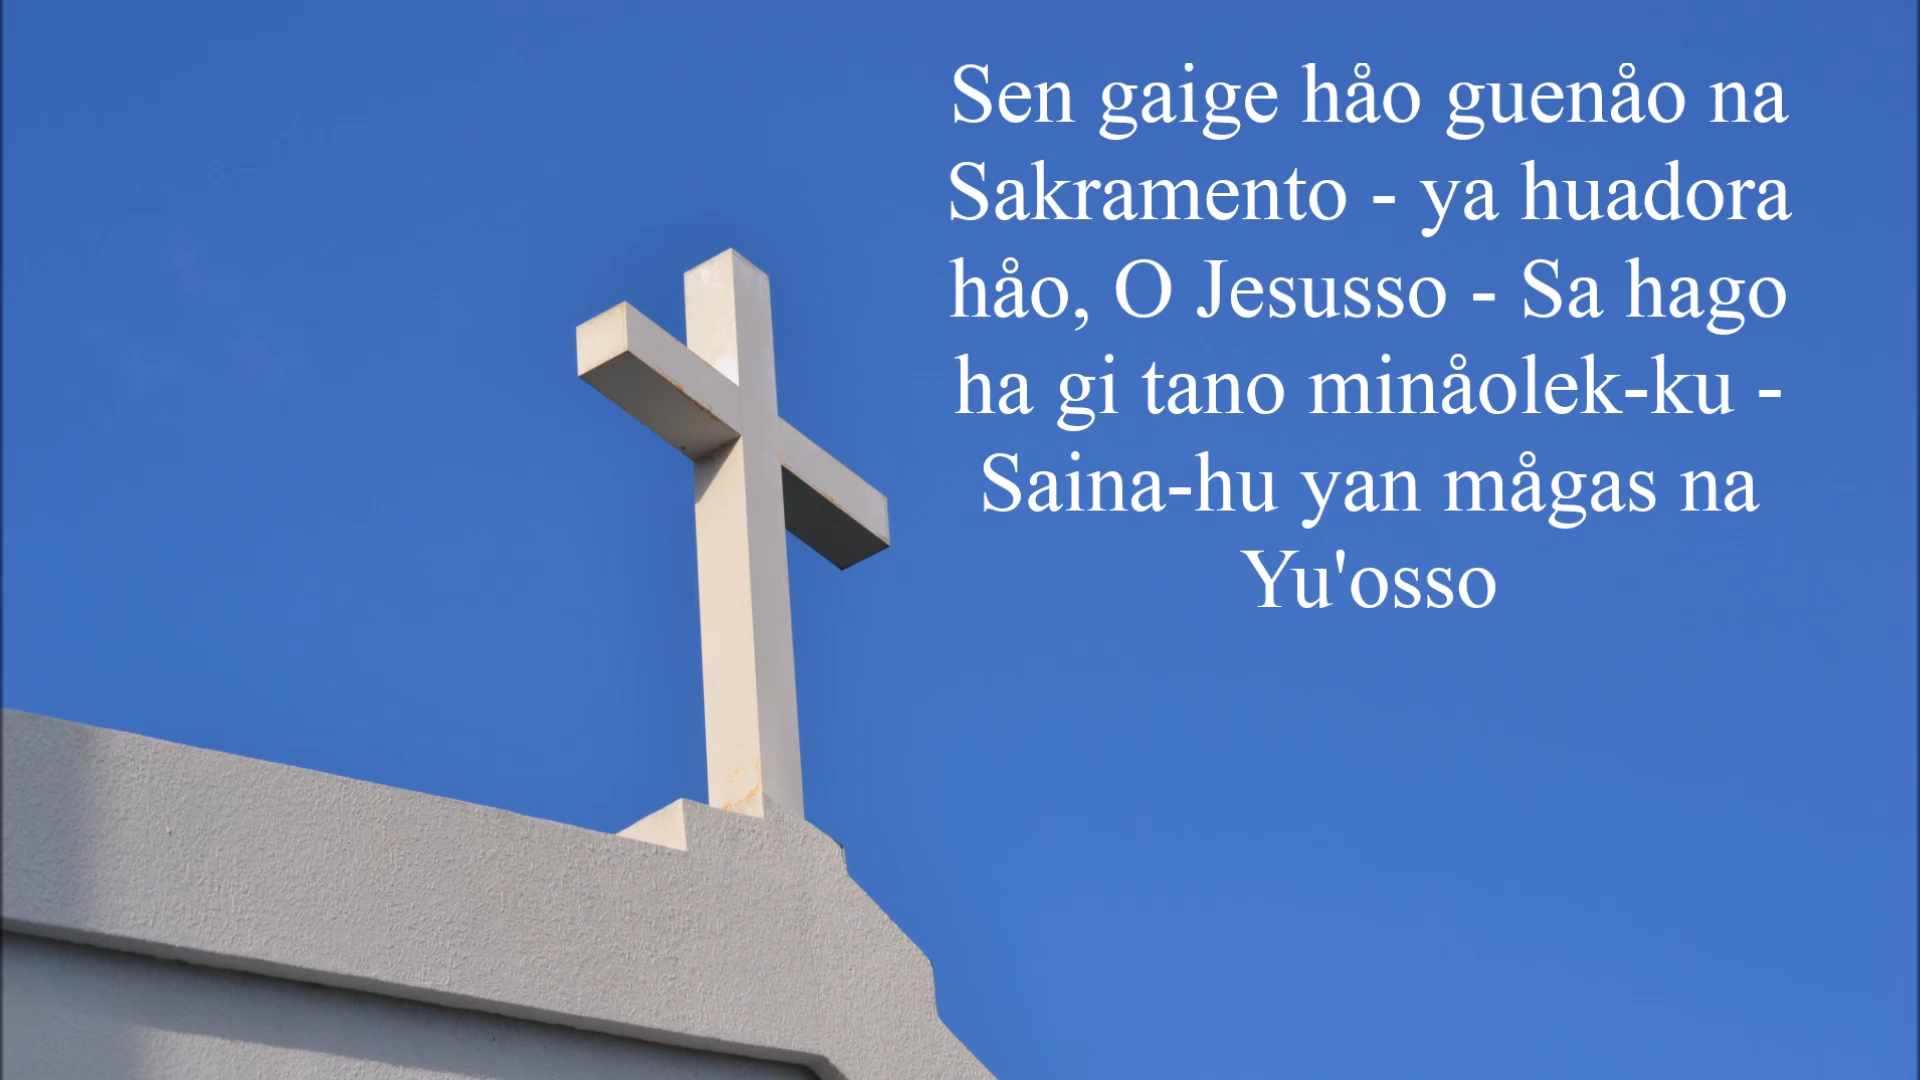 Sen gaige håo guenåo na
Sakramento - ya huadora
håo, O Jesusso - Sa hago
ha gi tano minåolek-ku -
Saina-hu yan mågas na
Yu'osso